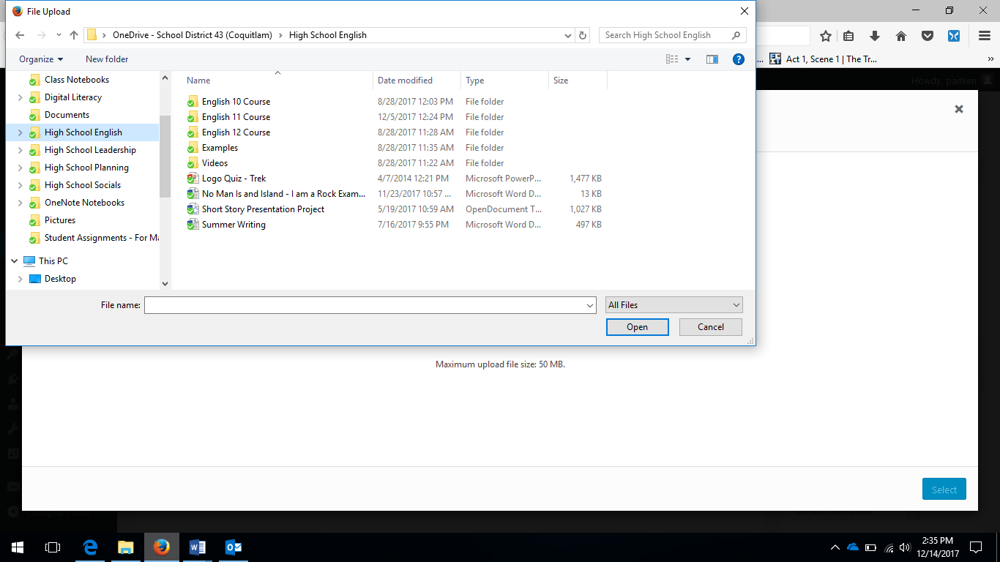 File Upload
OneDrive - School District 43 (Coquitlam) High School English
Search High School English
Organize New folder
... Act 1, Scene 1 | The Tr...
Howdy, paitken
Class Notebooks
Digital Literacy
Documents
High School English
High School Leadership
High School Planning
High School Socials
OneNote Notebooks
Pictures
Student Assignments - For Ma
This PC
Desktop
Name Date modified Type Size
English 10 Course 8/28/2017 12:03 PM File folder
English 11 Course 12/5/2017 12:24 PM File folder
English 12 Course 8/28/2017 11:28 AM File folder
Examples 8/28/2017 11:35 AM File folder
Videos 8/28/2017 11:22 AM File folder
Logo Quiz - Trek 4/7/2014 12:21 PM Microsoft PowerP... 1,477 KB
No Man Is and Island - I am a Rock Exam... 11/23/2017 10:57 ... Microsoft Word D... 13 KB
Short Story Presentation Project 5/19/2017 10:59 AM OpenDocument T... 1,027 KB
Summer Writing 7/16/2017 9:55 PM Microsoft Word D... 497 KB
File name: All Files
Open Cancel
Maximum upload file size: 50 MB.
Select
2:35 PM
12/14/2017